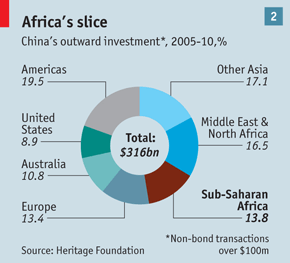 Africa's slice
2
China's outward investment*, 2005-10,%
Americas
19.5
Other Asia
17.1
United
States
8.9
Middle East &
North Africa
16.5
Total:
$316bn
Australia
10.8
Sub-Saharan
Africa
13.8
Europe
13.4
*Non-bond transactions
over $100m
Source: Heritage Foundation